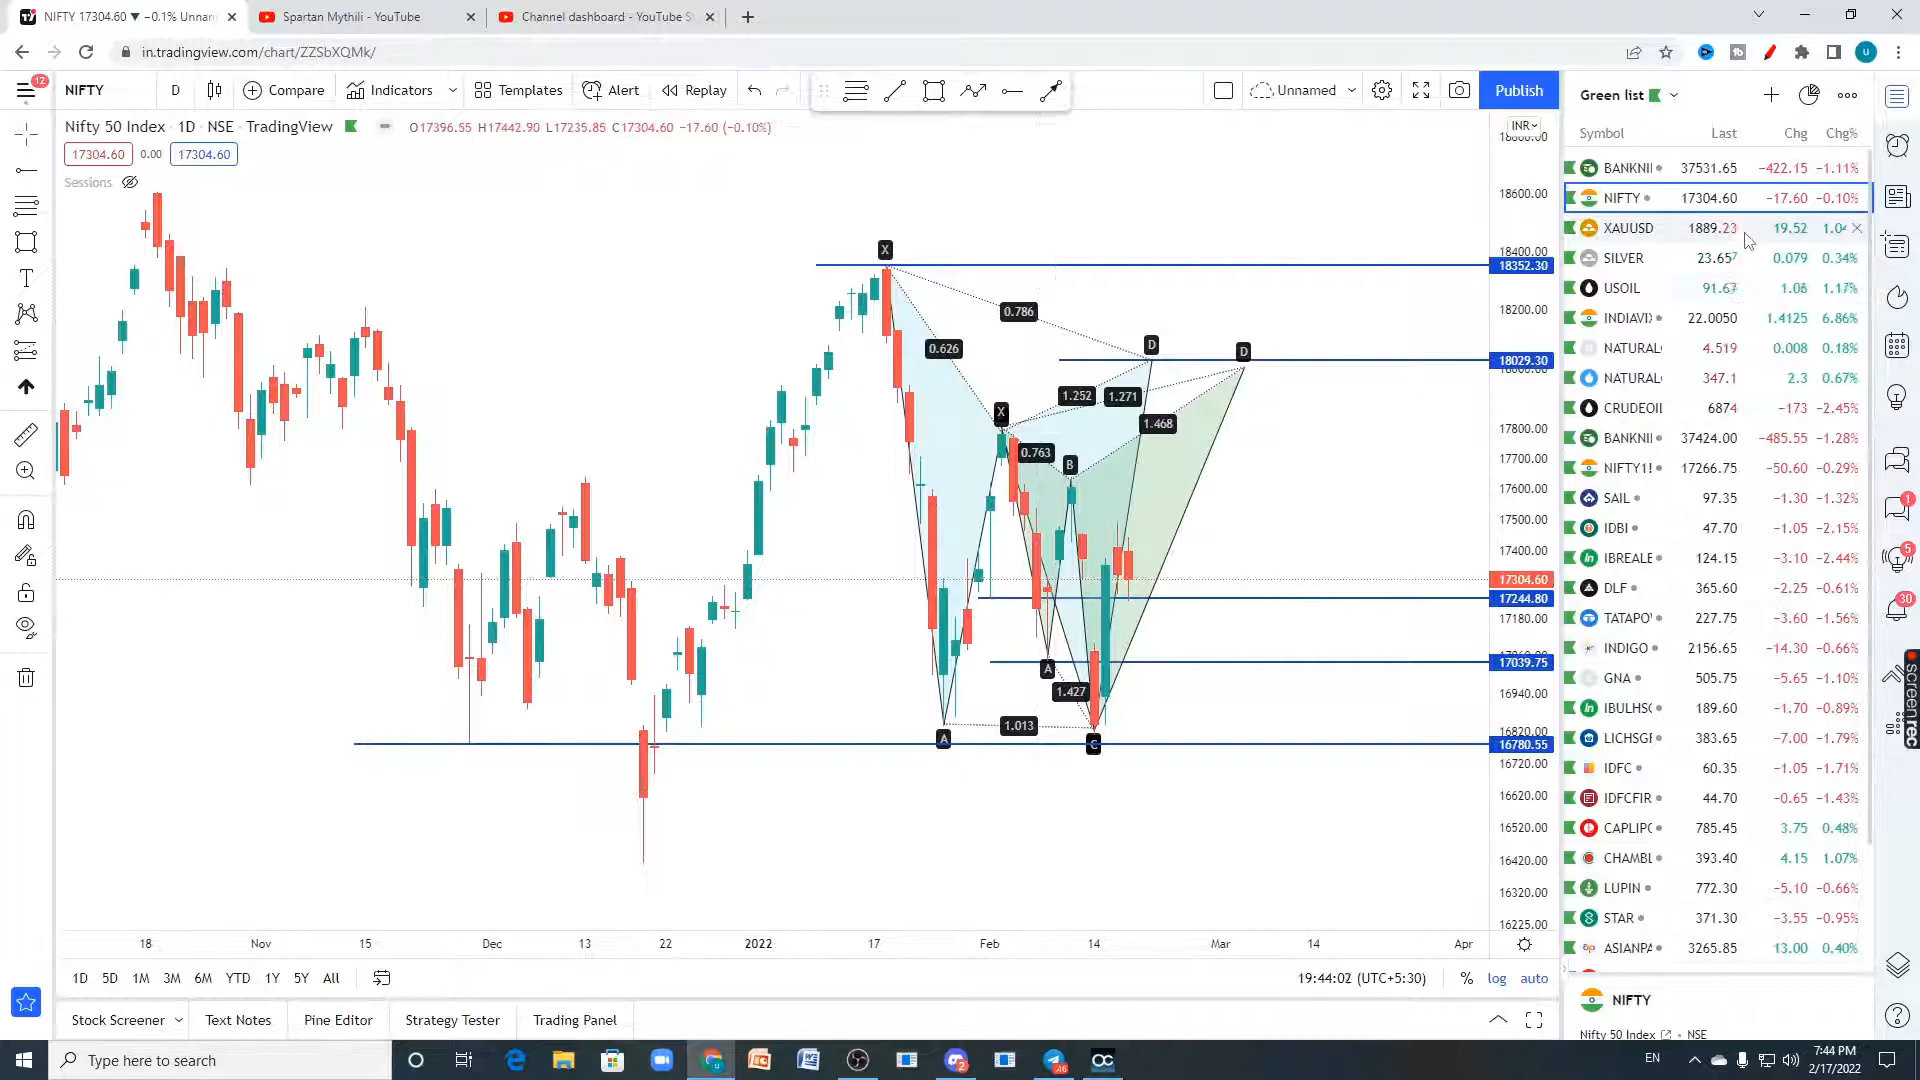 NIFTY 17304.60 ▼ −0.1% Unnam
Spartan Mythili - YouTube
Channel dashboard - YouTube S
in.tradingview.com/chart/ZZSbXQMk/
u
12
NIFTY
D
Compare
Indicators
Templates
Alert
Replay
Unnamed
Publish
Green list
Nifty 50 Index · 1D · NSE · TradingView
O17396.55 H17442.90 L17235.85 C17304.60 −17.60 (−0.10%)
17304.60 0.00 17304.60
Sessions
INR
Symbol Last Chg Chg%
BANKNI 37531.65 −422.15 −1.11%
NIFTY 17304.60 −17.60 −0.10%
XAUUSD 1889.23 19.52 1.04
SILVER 23.657 0.079 0.34%
USOIL 91.67 1.08 1.17%
INDIAVI 22.0050 1.4125 6.86%
NATURAL 4.519 0.008 0.18%
NATURAL 347.1 2.3 0.67%
CRUDEOIL 6874 −173 −2.45%
BANKNI 37424.00 −485.55 −1.28%
NIFTY1! 17266.75 −50.60 −0.29%
SAIL 97.35 −1.30 −1.32%
IDBI 47.70 −1.05 −2.15%
IBREALE 124.15 −3.10 −2.44%
DLF 365.60 −2.25 −0.61%
TATAPO 227.75 −3.60 −1.56%
INDIGO 2156.65 −14.30 −0.66%
GNA 505.75 −5.65 −1.10%
IBULHS 189.60 −1.70 −0.89%
LICHSG 383.65 −7.00 −1.79%
IDFC 60.35 −1.05 −1.71%
IDFCFIR 44.70 −0.65 −1.43%
CAPLIP 785.45 3.75 0.48%
CHAMBL 393.40 4.15 1.07%
LUPIN 772.30 −5.10 −0.66%
STAR 371.30 −3.55 −0.95%
ASIANPA 3265.85 13.00 0.40%
NIFTY
Nifty 50 Index · NSE
18600.00
18400.00
18352.30
18200.00
18029.30
17800.00
17700.00
17600.00
17500.00
17400.00
17304.60
17244.80
17180.00
17039.75
16940.00
16820.00
16780.55
16720.00
16620.00
16520.00
16420.00
16320.00
16225.00
X
0.786
0.626
D
D
1.252
1.271
X
1.468
0.763
B
A
1.427
1.013
A
C
18 Nov 15 Dec 13 22 2022 17 Feb 14 Mar 14 Apr
1D 5D 1M 3M 6M YTD 1Y 5Y All
19:44:02 (UTC+5:30) % log auto
Stock Screener
Text Notes
Pine Editor
Strategy Tester
Trading Panel
1
5
30
screenrec
Type here to search
2
46
EN
7:44 PM
2/17/2022